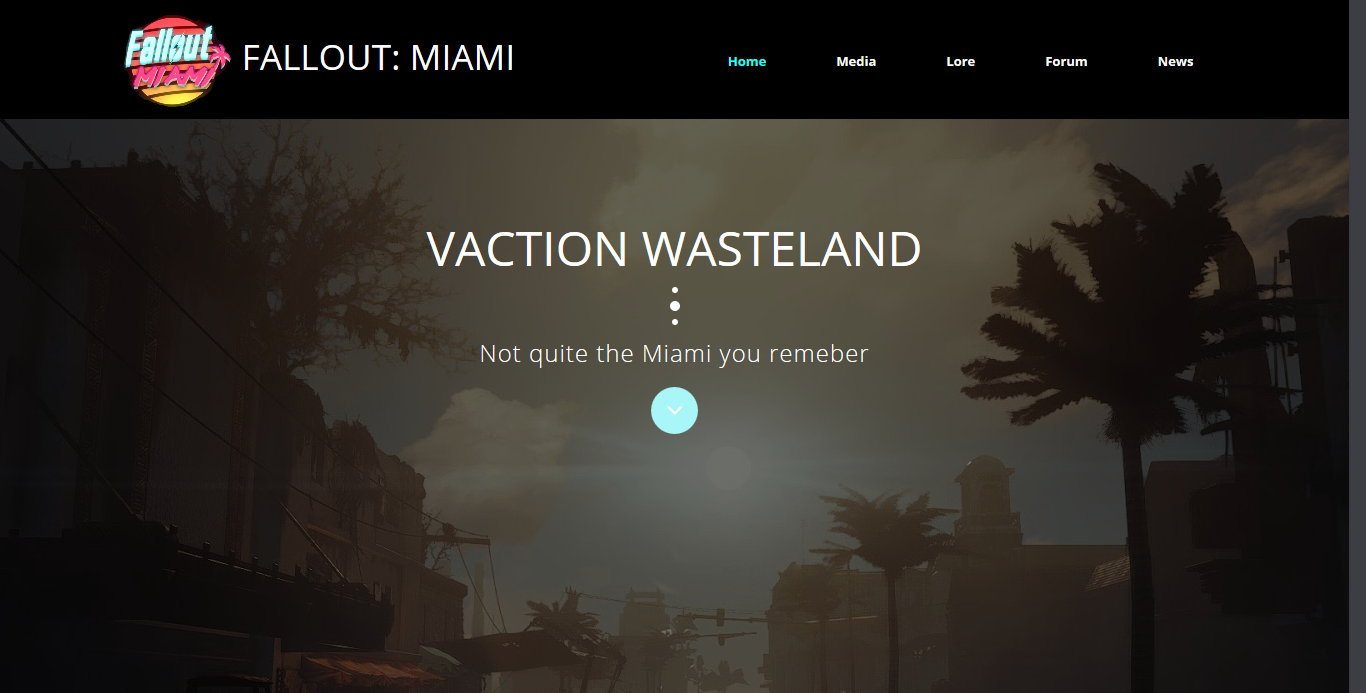 Fallout
MIAMI
FALLOUT: MIAMI
Home
Media
Lore
Forum
News
VACTION WASTELAND
Not quite the Miami you remeber